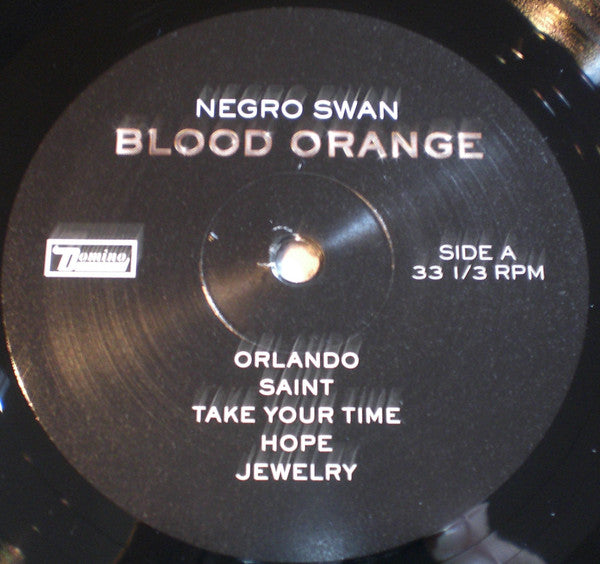 NEGRO SWAN
BLOOD ORANGE
Domino
SIDE A
33 1/3 RPM
ORLANDO
SAINT
TAKE YOUR TIME
HOPE
JEWELRY